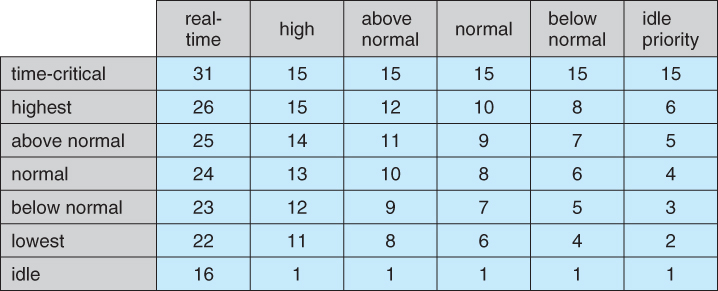 real-time high above normal normal below normal idle priority
time-critical 31 15 15 15 15 15
highest 26 15 12 10 8 6
above normal 25 14 11 9 7 5
normal 24 13 10 8 6 4
below normal 23 12 9 7 5 3
lowest 22 11 8 6 4 2
idle 16 1 1 1 1 1